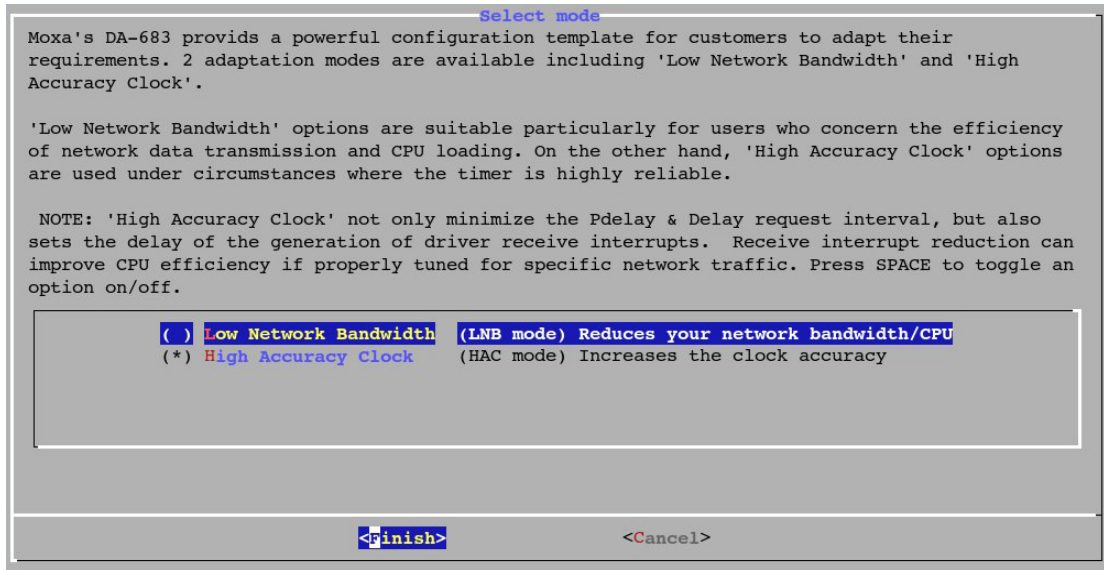 Select mode
Moxa's DA-683 provids a powerful configuration template for customers to adapt their
requirements. 2 adaptation modes are available including 'Low Network Bandwidth' and 'High
Accuracy Clock'.
'Low Network Bandwidth' options are suitable particularly for users who concern the efficiency
of network data transmission and CPU loading. On the other hand, 'High Accuracy Clock' options
are used under circumstances where the timer is highly reliable.
NOTE: 'High Accuracy Clock' not only minimize the Pdelay & Delay request interval, but also
sets the delay of the generation of driver receive interrupts.  Receive interrupt reduction can
improve CPU efficiency if properly tuned for specific network traffic. Press SPACE to toggle an
option on/off.
( ) Low Network Bandwidth  (LNB mode) Reduces your network bandwidth/CPU
(*) High Accuracy Clock    (HAC mode) Increases the clock accuracy
<Finish> <Cancel>